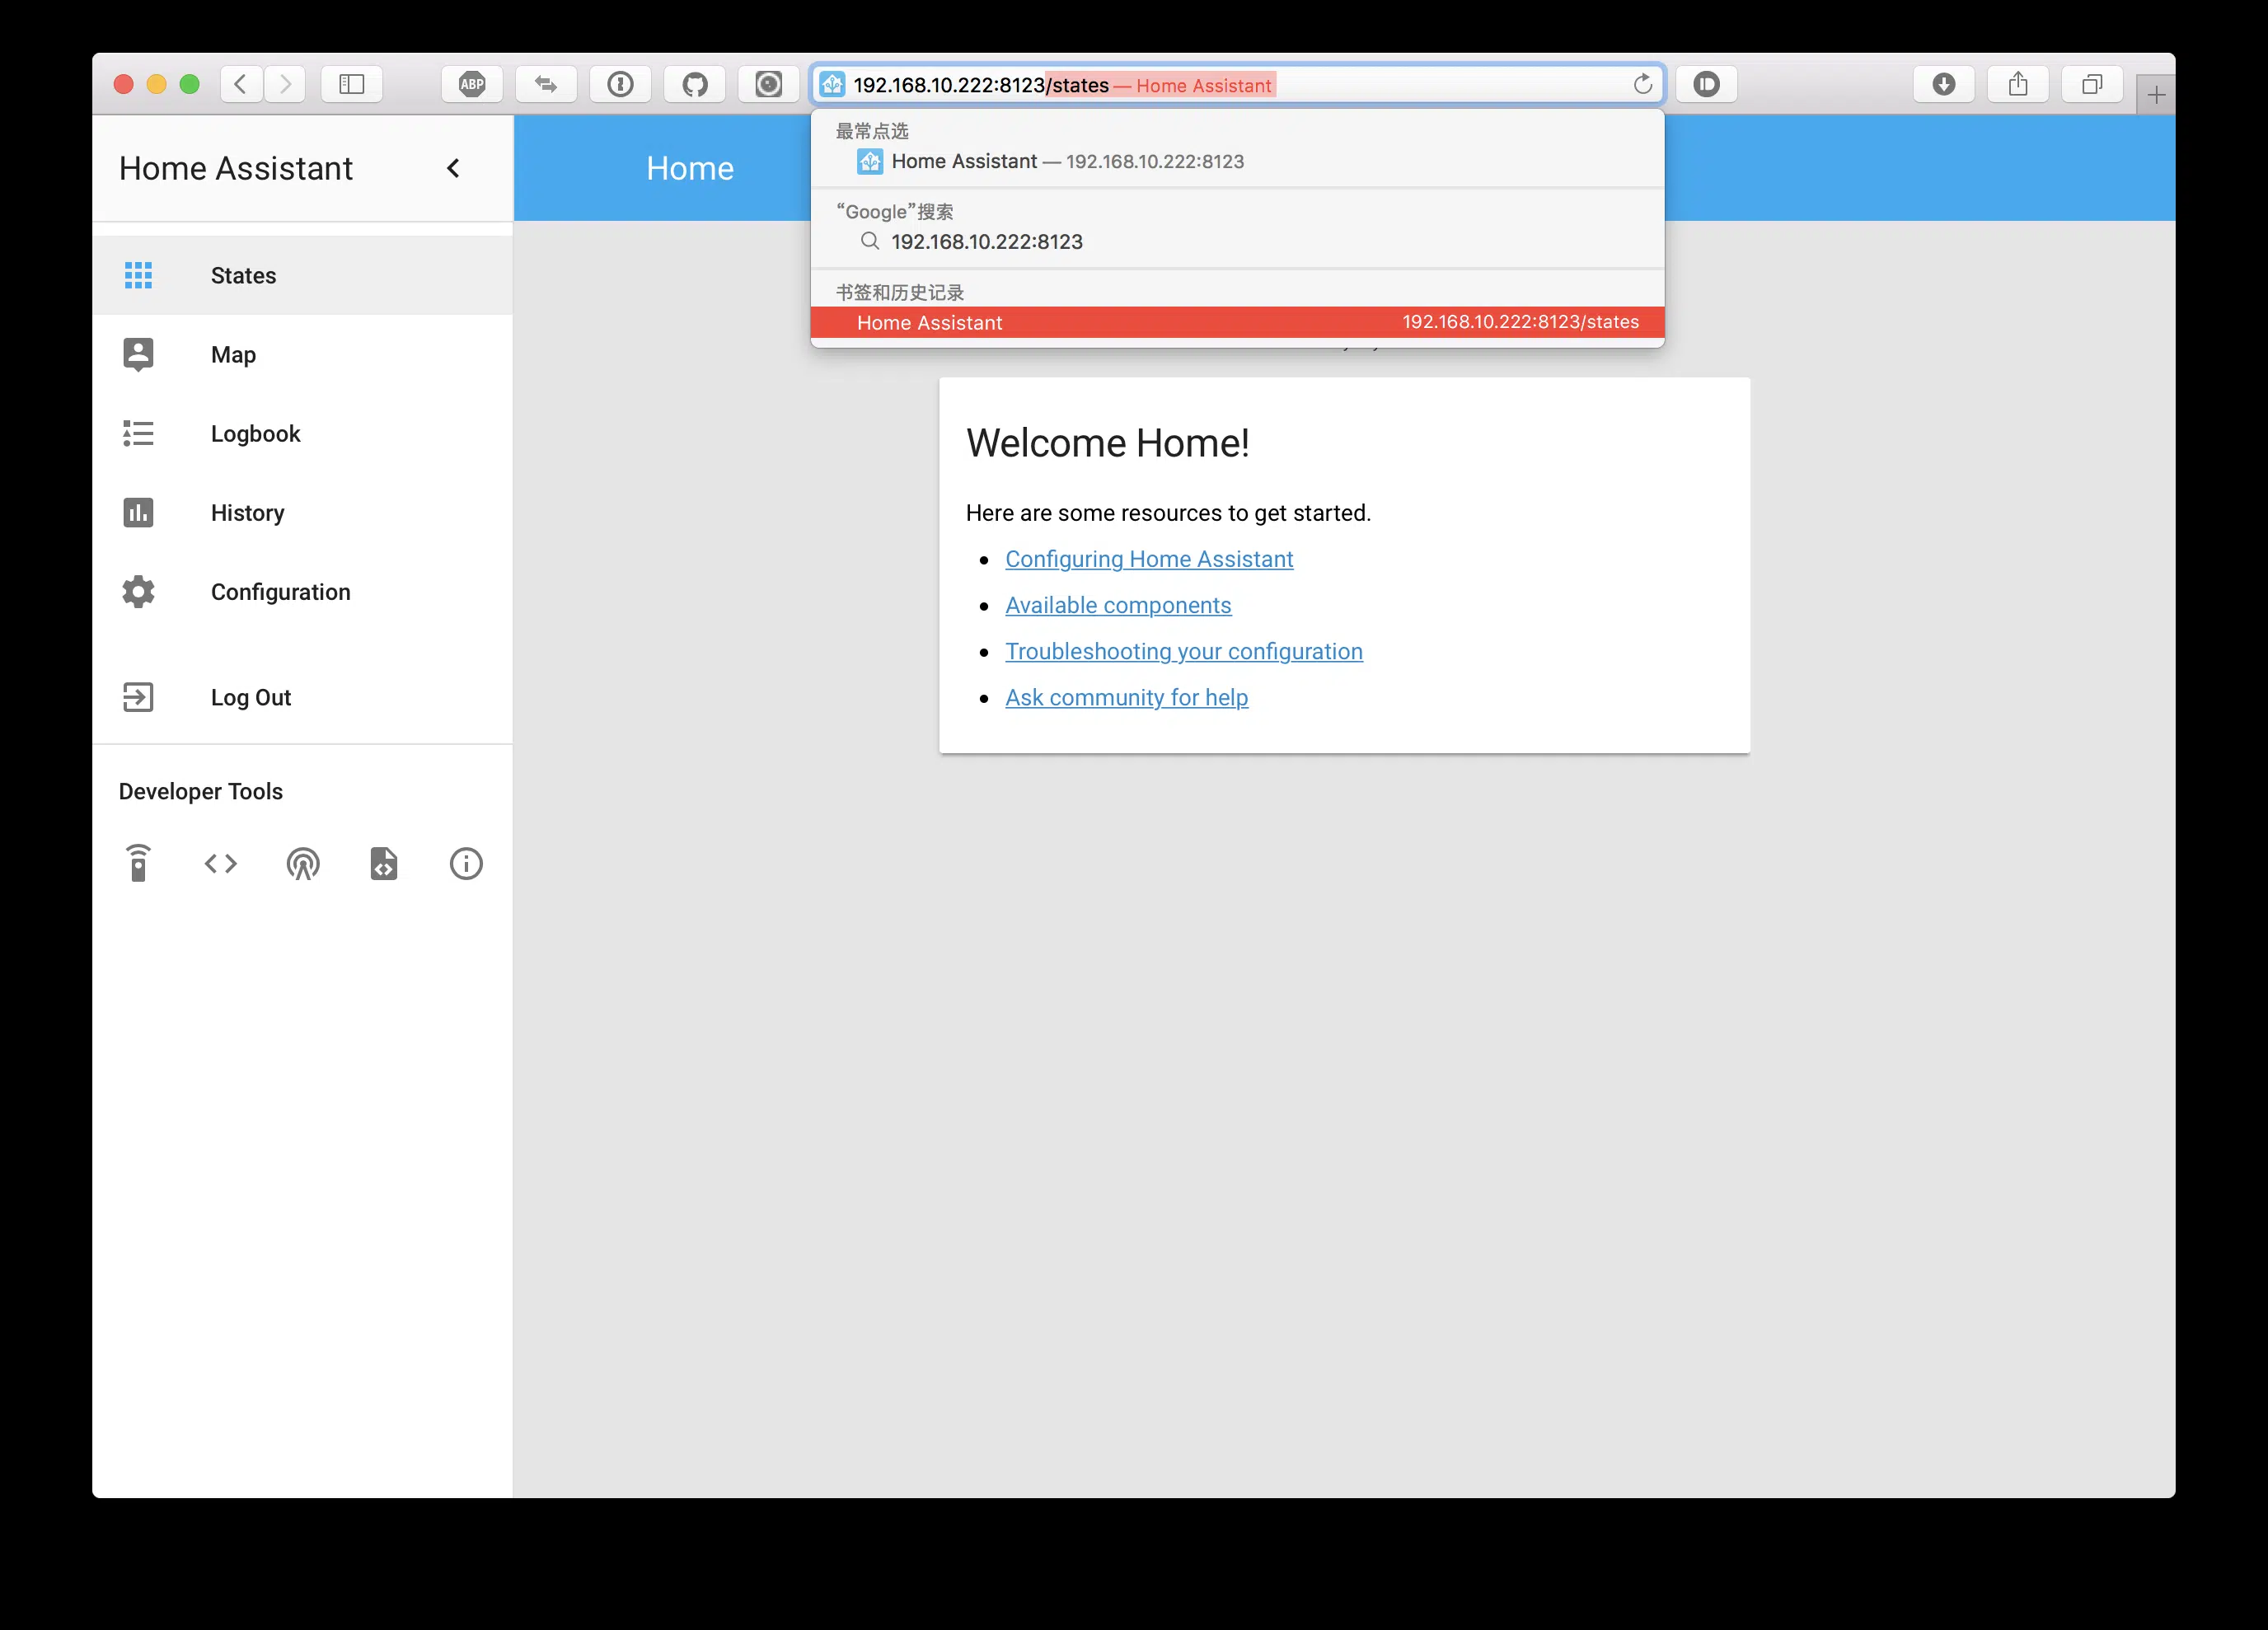 ABP
192.168.10.222:8123/states — Home Assistant
最常点选
Home Assistant — 192.168.10.222:8123
“Google”搜索
192.168.10.222:8123
书签和历史记录
Home Assistant 192.168.10.222:8123/states
Home Assistant
Home
States
Map
Logbook
History
Configuration
Log Out
Developer Tools
Welcome Home!
Here are some resources to get started.
Configuring Home Assistant
Available components
Troubleshooting your configuration
Ask community for help